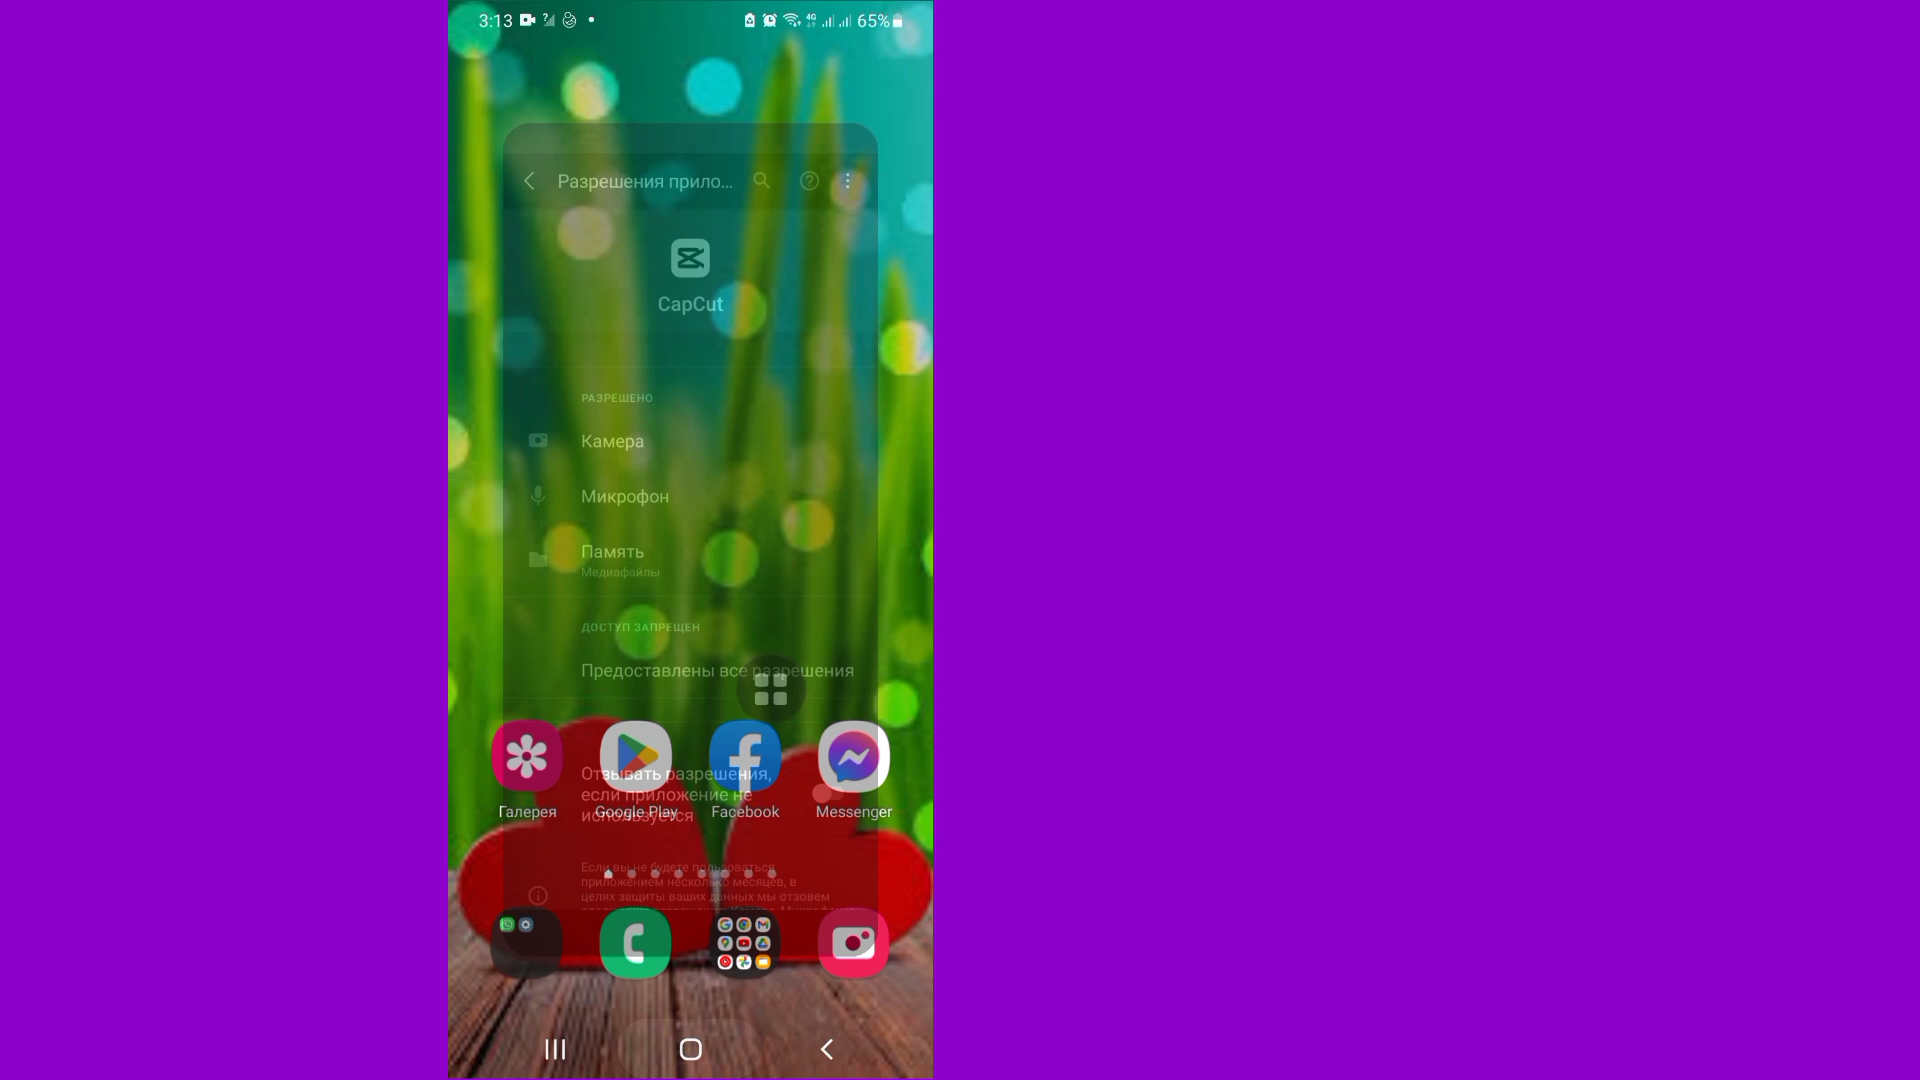 3:13
4G
65%
Разрешения прило...
CapCut
РАЗРЕШЕНО
Камера
Микрофон
Память
Медиафайлы
ДОСТУП ЗАПРЕЩЕН
Предоставлены все разрешения
Отзывать разрешения,
если приложение не
используется
Галерея
Google Play
Facebook
Messenger
Если вы не будете пользоваться
приложением несколько месяцев, в
целях защиты ваших данных мы отзовем